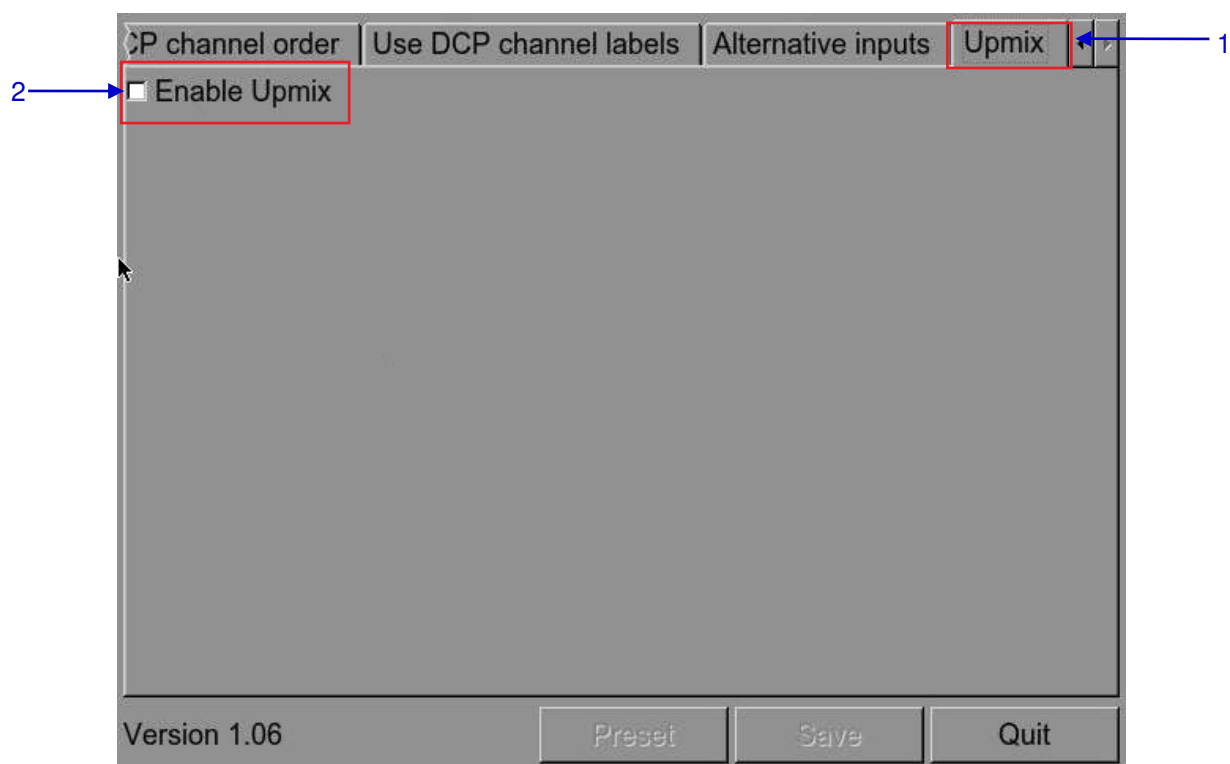 CP channel order Use DCP channel labels Alternative inputs Upmix 1
2 Enable Upmix
Version 1.06 Preset Save Quit